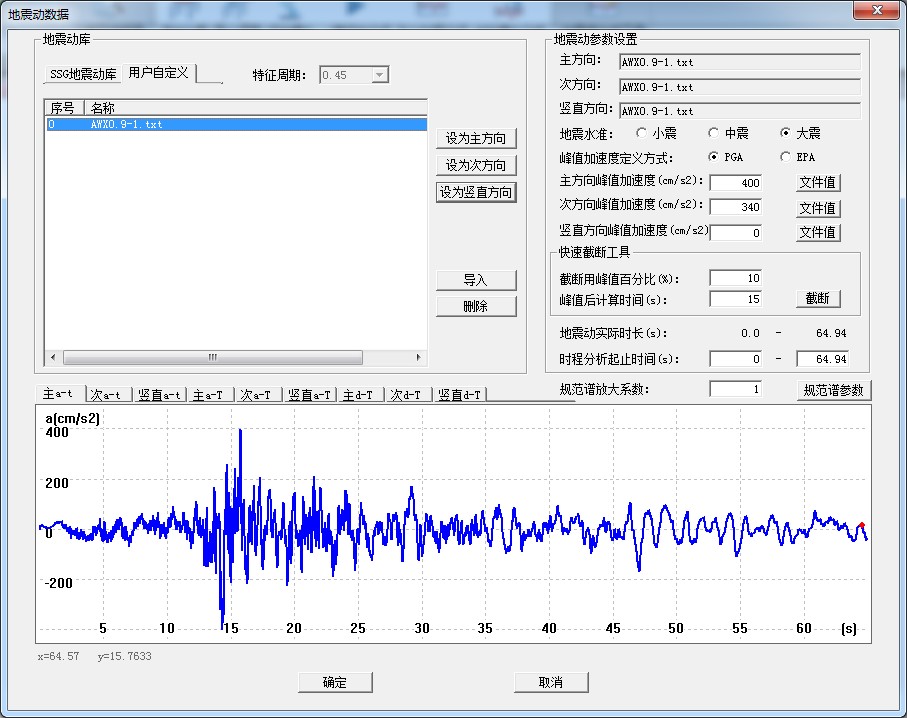 地震动数据
地震动库
SSG地震动库 用户自定义 特征周期: 0.45
序号 名称
0 AWX0.9-1.txt
设为主方向
设为次方向
设为竖直方向
导入
删除
地震动参数设置
主方向: AWX0.9-1.txt
次方向: AWX0.9-1.txt
竖直方向: AWX0.9-1.txt
地震水准: 小震 中震 大震
峰值加速度定义方式: PGA EPA
主方向峰值加速度(cm/s2): 400 文件值
次方向峰值加速度(cm/s2): 340 文件值
竖直方向峰值加速度(cm/s2) 0 文件值
快速截断工具
截断用峰值百分比(%): 10
峰值后计算时间(s): 15 截断
地震动实际时长(s): 0.0 - 64.94
时程分析起止时间(s): 0 - 64.94
规范谱放大系数: 1 规范谱参数
主a-t 次a-t 竖直a-t 主a-T 次a-T 竖直a-T 主d-T 次d-T 竖直d-T
a(cm/s2)
400
200
0
-200
5 10 15 20 25 30 35 40 45 50 55 60 (s)
x=64.57 y=15.7633
确定 取消